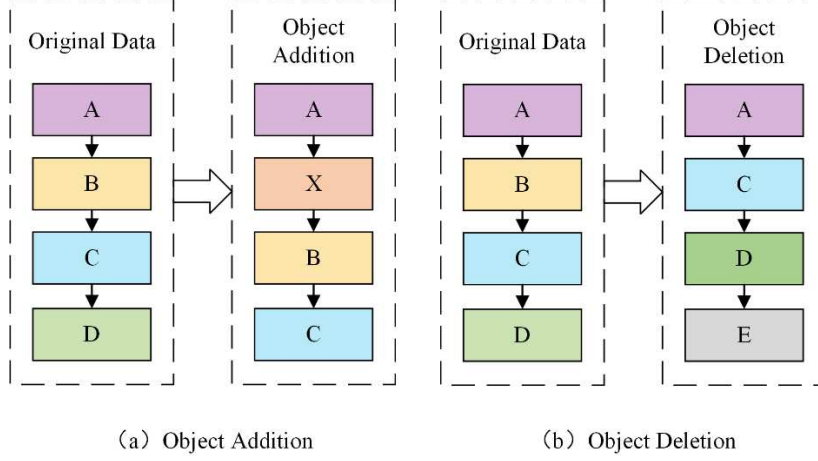 Original Data
A
B
C
D
Object
Addition
A
X
B
C
Original Data
A
B
C
D
Object
Deletion
A
C
D
E
（a）Object Addition
（b）Object Deletion